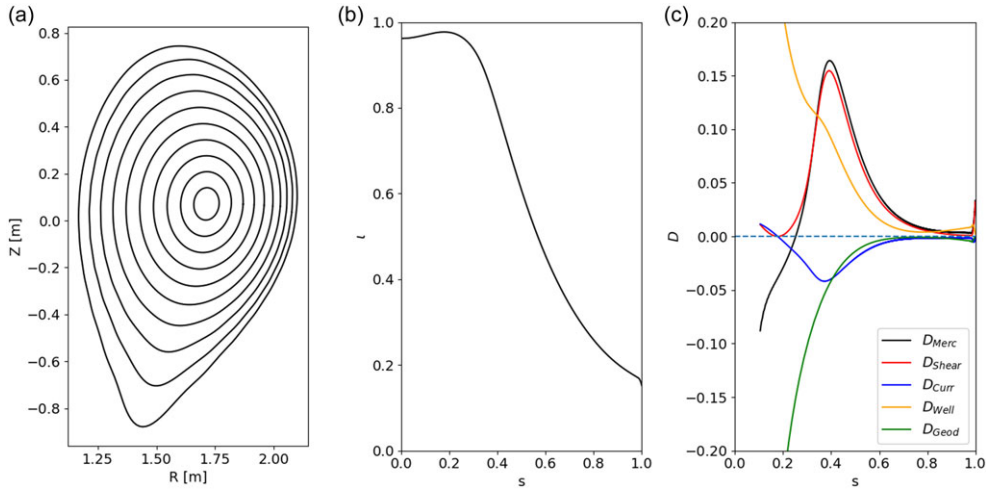 (a)
0.8
0.6
0.4
0.2
0.0
−0.2
−0.4
−0.6
−0.8
Z [m]
1.25 1.50 1.75 2.00
R [m]
(b)
1.0
0.8
0.6
0.4
0.2
0.0
ι
0.0 0.2 0.4 0.6 0.8 1.0
s
(c)
0.20
0.15
0.10
0.05
0.00
−0.05
−0.10
−0.15
−0.20
D
0.0 0.2 0.4 0.6 0.8 1.0
s
D_Merc
D_Shear
D_Curr
D_Well
D_Geod